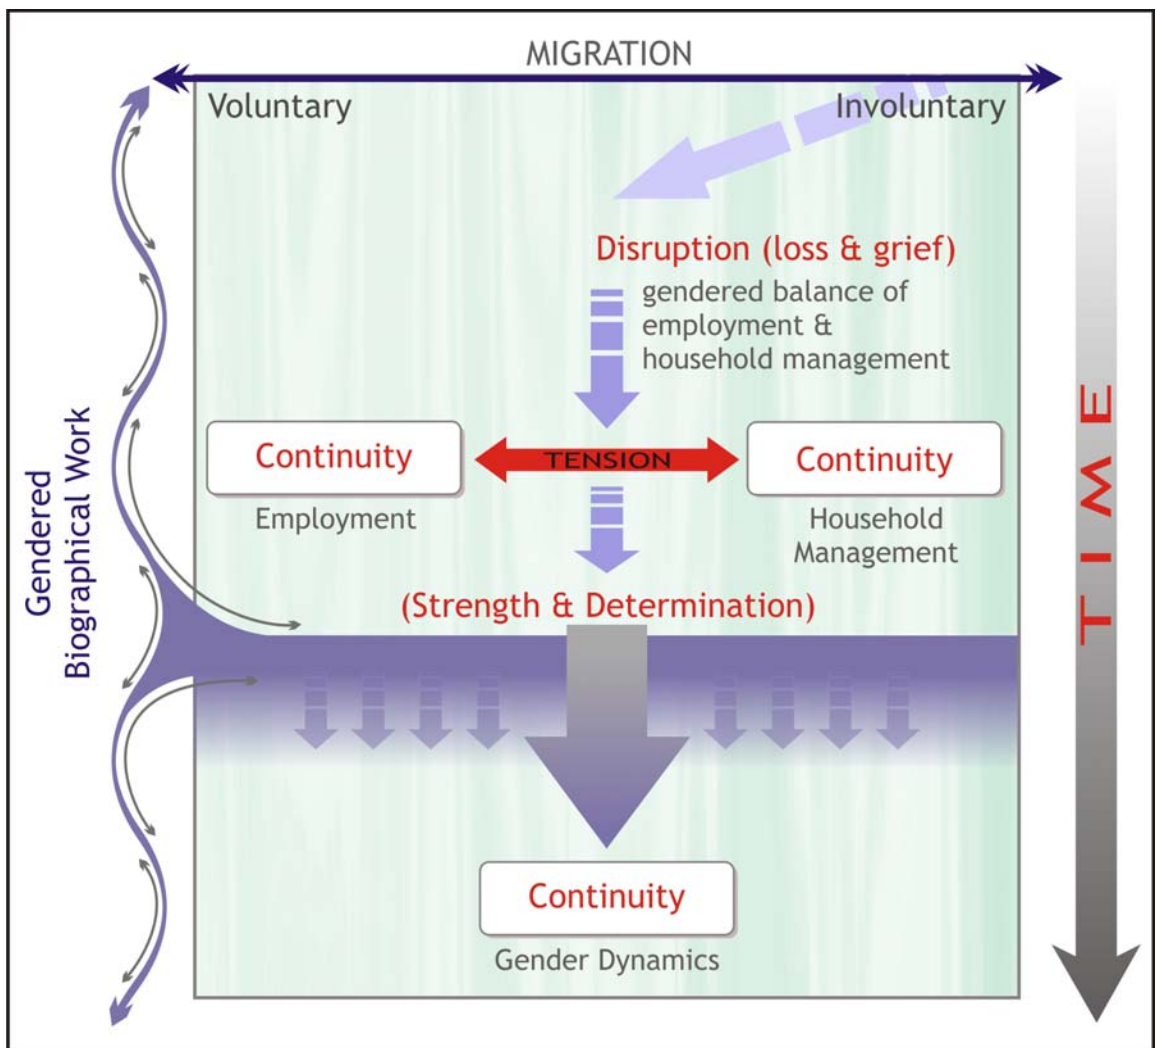 MIGRATION
Voluntary
Involuntary
Disruption (loss & grief)
gendered balance of
employment &
household management
Continuity
TENSION
Continuity
Employment
Household
Management
(Strength & Determination)
Continuity
Gender Dynamics
Gendered
Biographical Work
TIME